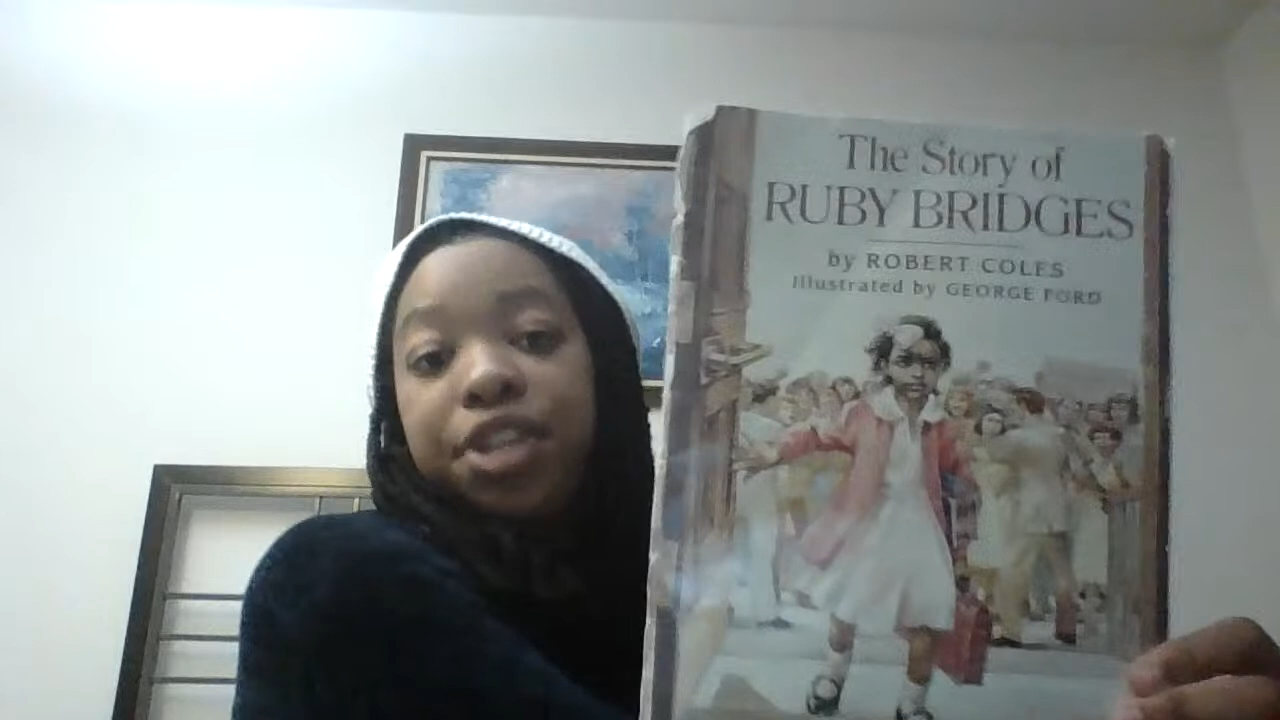 The Story of
RUBY BRIDGES
by ROBERT COLES
Illustrated by GEORGE FORD